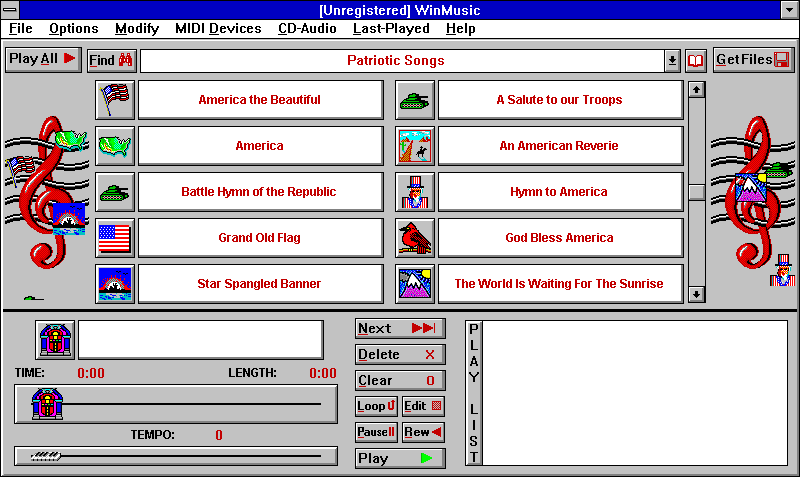 [Unregistered] WinMusic
File Options Modify MIDI Devices CD-Audio Last-Played Help
Play All Find Patriotic Songs GetFiles
America the Beautiful A Salute to our Troops
America An American Reverie
Battle Hymn of the Republic Hymn to America
Grand Old Flag God Bless America
Star Spangled Banner The World Is Waiting For The Sunrise
Next
Delete X
TIME: 0:00 LENGTH: 0:00
Clear 0
Loop Edit
TEMPO: 0
Pause Rew
Play
PLAY LIST